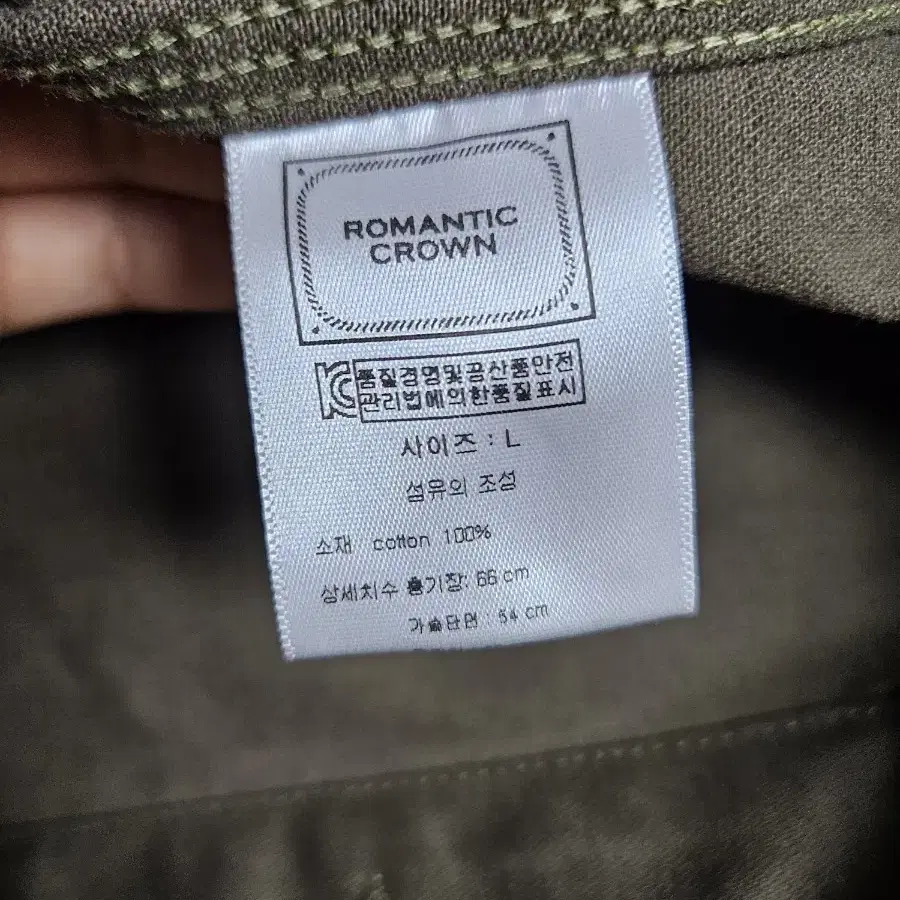 ROMANTIC
CROWN
품질경영및공산품안전
관리법에의한품질표시
사이즈 : L
섬유의 조성
소재 cotton 100%
상세치수 총기장: 66 cm
가슴단면 : 54 cm